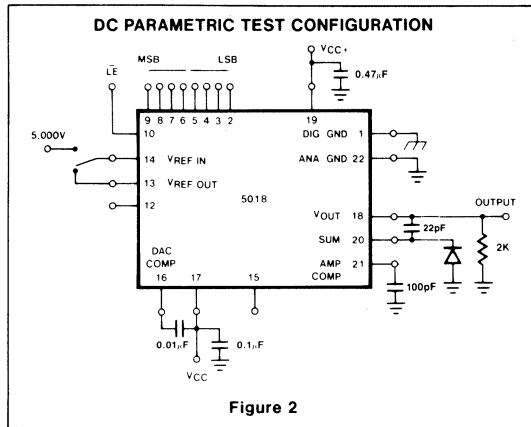 DC PARAMETRIC TEST CONFIGURATION
LE
MSB LSB
VCC+
0.47µF
9 8 7 6 5 4 3 2
19
10
DIG GND 1
5.000V
14 VREF IN
ANA GND 22
13 VREF OUT
12
5018
VOUT 18
OUTPUT
22pF
SUM 20
2K
DAC
COMP
AMP 21
COMP
16 17 15
100pF
0.01µF
0.1µF
VCC
Figure 2